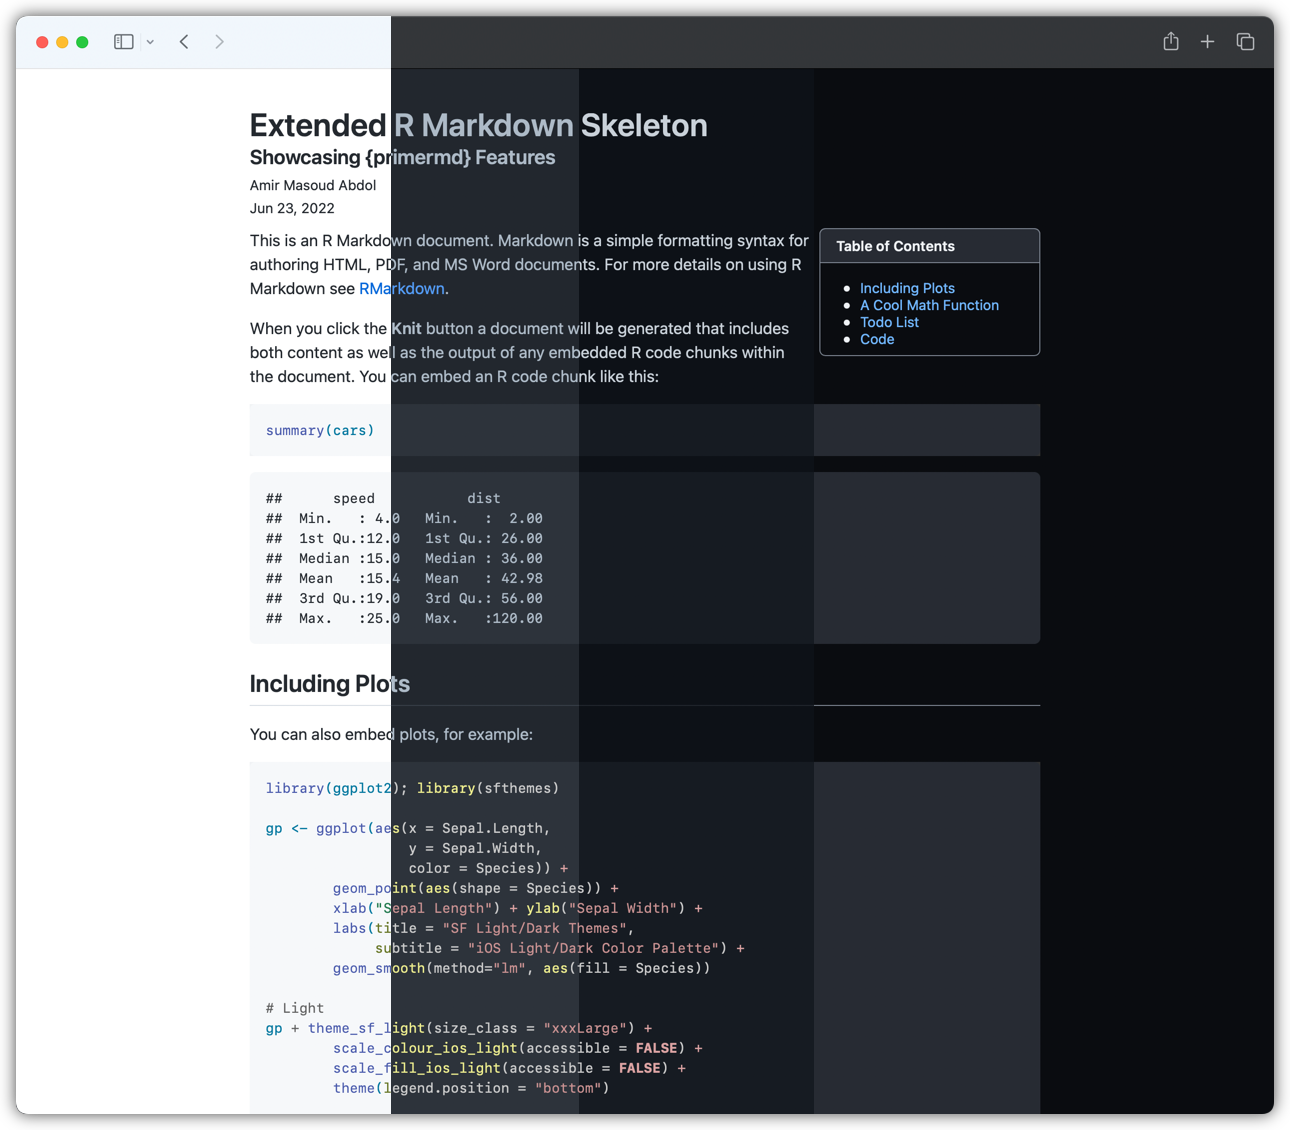 Extended R Markdown Skeleton
Showcasing {primermd} Features
Amir Masoud Abdol
Jun 23, 2022
This is an R Markdown document. Markdown is a simple formatting syntax for
authoring HTML, PDF, and MS Word documents. For more details on using R
Markdown see RMarkdown.
Table of Contents
Including Plots
A Cool Math Function
Todo List
Code
When you click the Knit button a document will be generated that includes
both content as well as the output of any embedded R code chunks within
the document. You can embed an R code chunk like this:
summary(cars)
##      speed           dist
##  Min.   : 4.0   Min.   :  2.00
##  1st Qu.:12.0   1st Qu.: 26.00
##  Median :15.0   Median : 36.00
##  Mean   :15.4   Mean   : 42.98
##  3rd Qu.:19.0   3rd Qu.: 56.00
##  Max.   :25.0   Max.   :120.00
Including Plots
You can also embed plots, for example:
library(ggplot2); library(sfthemes)
gp <- ggplot(aes(x = Sepal.Length,
                 y = Sepal.Width,
                 color = Species)) +
        geom_point(aes(shape = Species)) +
        xlab("Sepal Length") + ylab("Sepal Width") +
        labs(title = "SF Light/Dark Themes",
             subtitle = "iOS Light/Dark Color Palette") +
        geom_smooth(method="lm", aes(fill = Species))
# Light
gp + theme_sf_light(size_class = "xxxLarge") +
        scale_colour_ios_light(accessible = FALSE) +
        scale_fill_ios_light(accessible = FALSE) +
        theme(legend.position = "bottom")